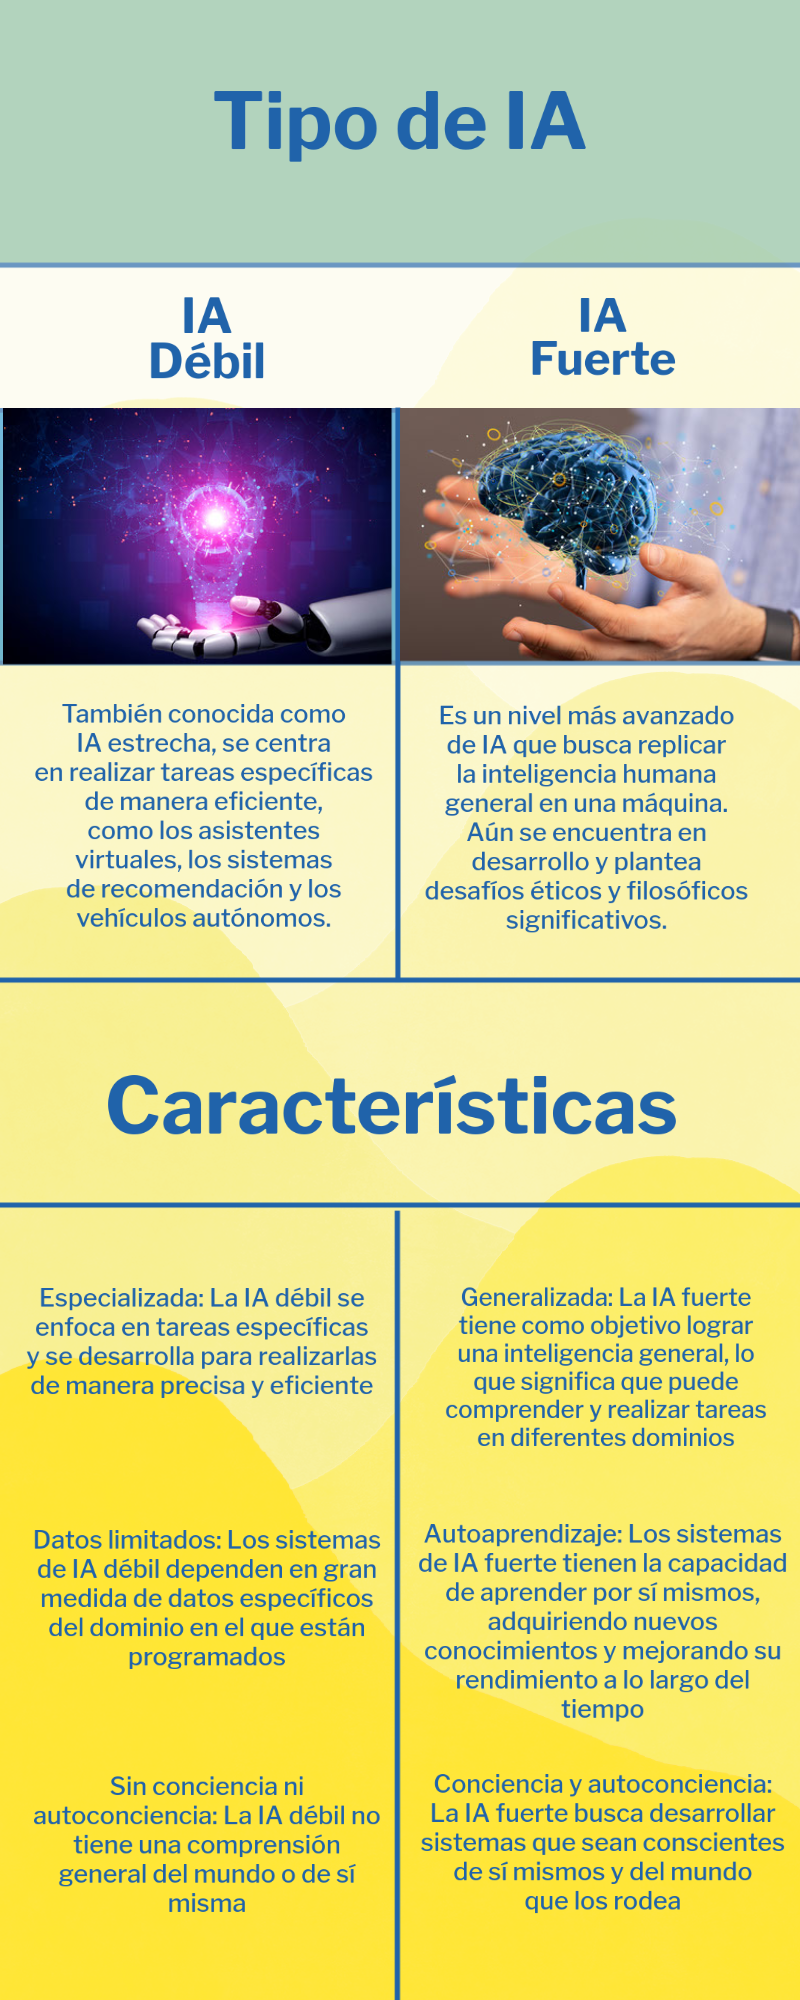 Tipo de IA
IA
Débil
IA
Fuerte
También conocida como
IA estrecha, se centra
en realizar tareas específicas
de manera eficiente,
como los asistentes
virtuales, los sistemas
de recomendación y los
vehículos autónomos.
Es un nivel más avanzado
de IA que busca replicar
la inteligencia humana
general en una máquina.
Aún se encuentra en
desarrollo y plantea
desafíos éticos y filosóficos
significativos.
Características
Especializada: La IA débil se
enfoca en tareas específicas
y se desarrolla para realizarlas
de manera precisa y eficiente
Generalizada: La IA fuerte
tiene como objetivo lograr
una inteligencia general, lo
que significa que puede
comprender y realizar tareas
en diferentes dominios
Datos limitados: Los sistemas
de IA débil dependen en gran
medida de datos específicos
del dominio en el que están
programados
Autoaprendizaje: Los sistemas
de IA fuerte tienen la capacidad
de aprender por sí mismos,
adquiriendo nuevos
conocimientos y mejorando su
rendimiento a lo largo del
tiempo
Sin conciencia ni
autoconciencia: La IA débil no
tiene una comprensión
general del mundo o de sí
misma
Conciencia y autoconciencia:
La IA fuerte busca desarrollar
sistemas que sean conscientes
de sí mismos y del mundo
que los rodea